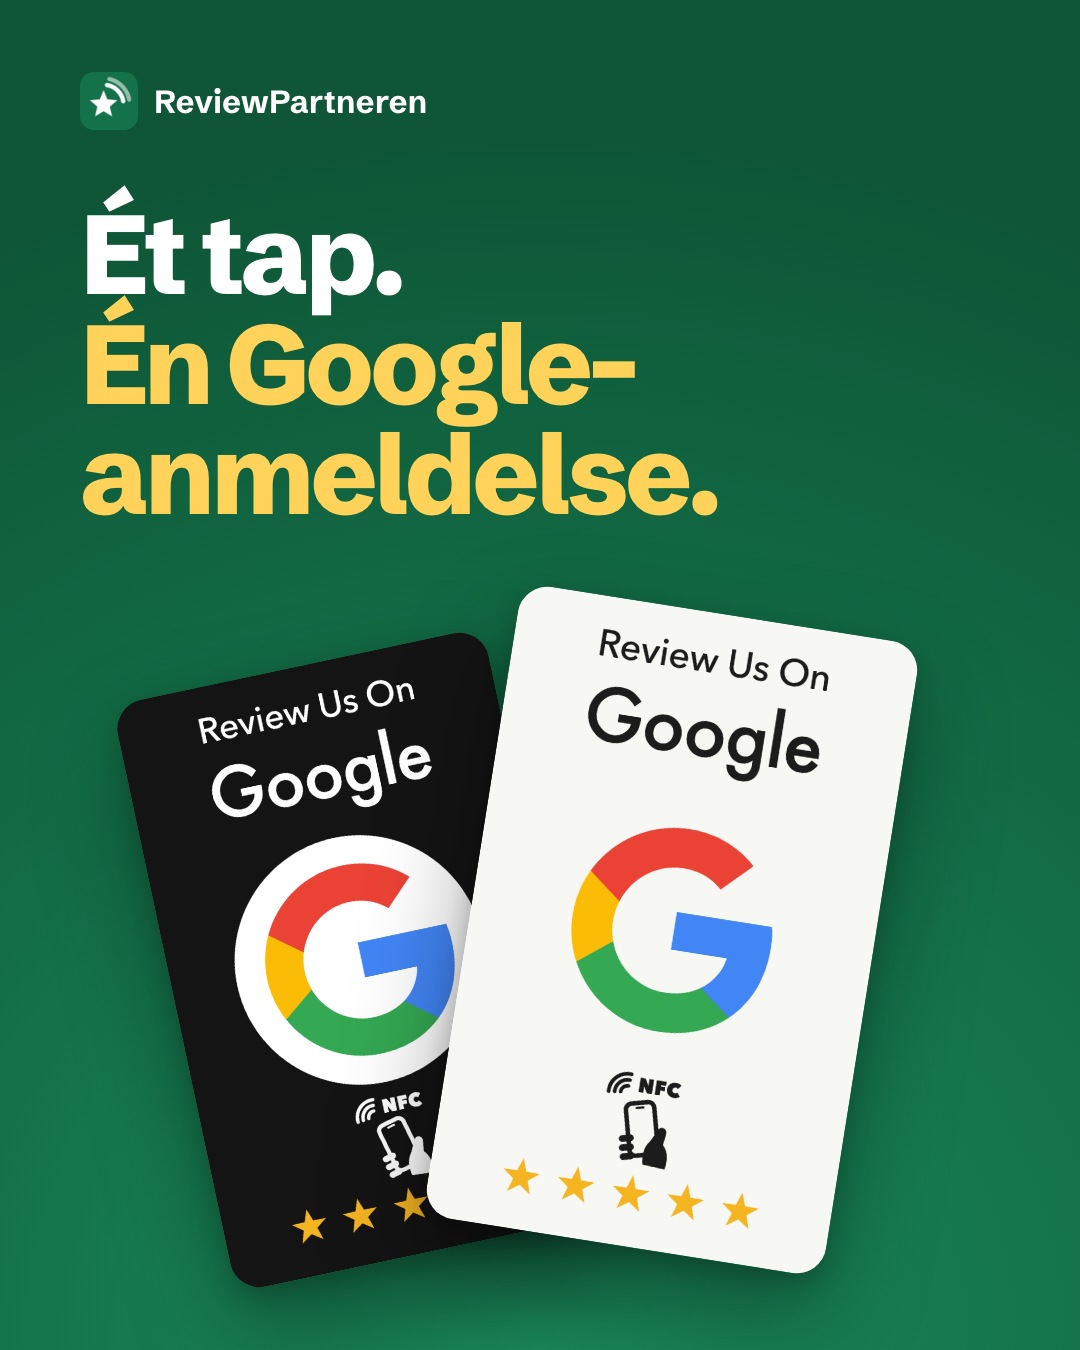 ReviewPartneren
Ét tap.
Én Google-
anmeldelse.
Review Us On
Google
NFC
Review Us On
Google
NFC